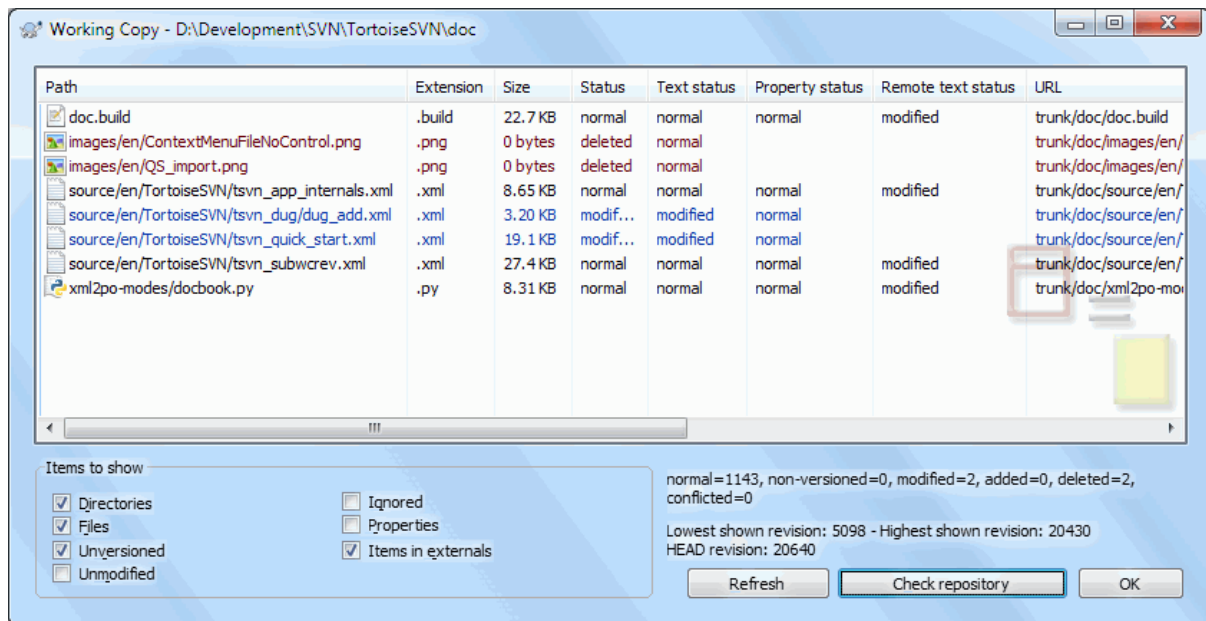 Working Copy - D:\Development\SVN\TortoiseSVN\doc
Path Extension Size Status Text status Property status Remote text status URL
doc.build .build 22.7 KB normal normal normal modified trunk/doc/doc.build
images/en/ContextMenuFileNoControl.png .png 0 bytes deleted normal trunk/doc/images/en/
images/en/QS_import.png .png 0 bytes deleted normal trunk/doc/images/en/
source/en/TortoiseSVN/tsvn_app_internals.xml .xml 8.65 KB normal normal normal modified trunk/doc/source/en/
source/en/TortoiseSVN/tsvn_dug/dug_add.xml .xml 3.20 KB modif... modified normal trunk/doc/source/en/
source/en/TortoiseSVN/tsvn_quick_start.xml .xml 19.1 KB modif... modified normal trunk/doc/source/en/
source/en/TortoiseSVN/tsvn_subwcrev.xml .xml 27.4 KB normal normal normal modified trunk/doc/source/en/
xml2po-modes/docbook.py .py 8.31 KB normal normal normal modified trunk/doc/xml2po-mo
Items to show
Directories
Files
Unversioned
Unmodified
Ignored
Properties
Items in externals
normal=1143, non-versioned=0, modified=2, added=0, deleted=2,
conflicted=0
Lowest shown revision: 5098 - Highest shown revision: 20430
HEAD revision: 20640
Refresh Check repository OK